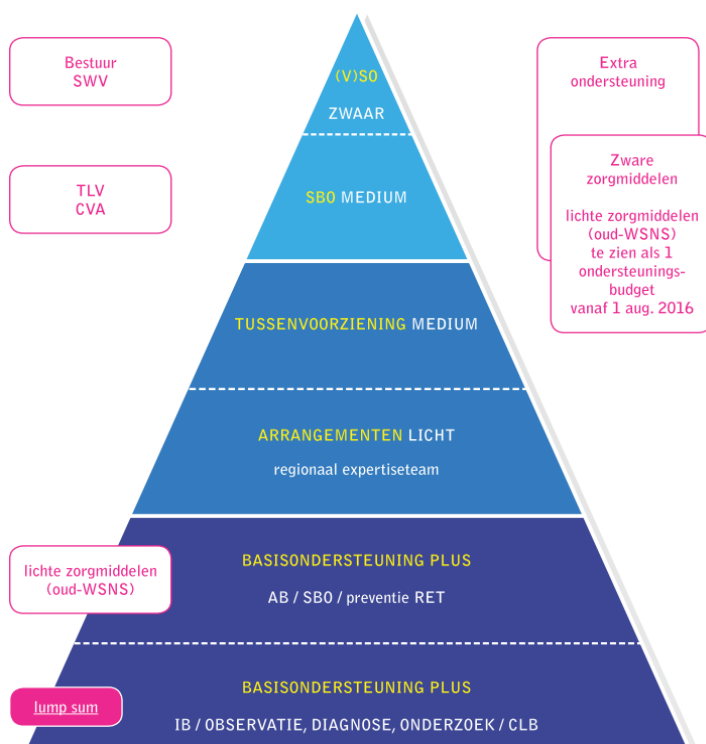 Bestuur
SWV
(V)SO
ZWAAR
Extra
ondersteuning
TLV
CVA
SBO MEDIUM
Zware
zorgmiddelen
lichte zorgmiddelen
(oud-WSNS)
te zien als 1
ondersteunings-
budget
vanaf 1 aug. 2016
TUSSENVOORZIENING MEDIUM
ARRANGEMENTEN LICHT
regionaal expertiseteam
lichte zorgmiddelen
(oud-WSNS)
BASISONDERSTEUNING PLUS
AB / SBO / preventie RET
lump sum
BASISONDERSTEUNING PLUS
IB / OBSERVATIE, DIAGNOSE, ONDERZOEK / CLB